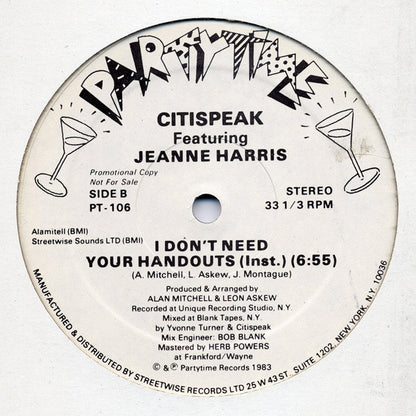 PARTYTIME
CITISPEAK
Featuring
JEANNE HARRIS
Promotional Copy
Not For Sale
SIDE B
PT-106
STEREO
33 1/3 RPM
Alamitell (BMI)
Streetwise Sounds LTD (BMI)
I DON'T NEED
YOUR HANDOUTS (Inst.) (6:55)
(A. Mitchell, L. Askew, J. Montague)
Produced & Arranged by
ALAN MITCHELL & LEON ASKEW
Recorded at Unique Recording Studio, N.Y.
Mixed at Blank Tapes, N.Y.
by Yvonne Turner & Citispeak
Mix Engineer: BOB BLANK
Mastered by HERB POWERS
at Frankford/Wayne
© & Ⓟ Partytime Records 1983
MANUFACTURED & DISTRIBUTED BY STREETWISE RECORDS LTD 25 W 43 ST., SUITE 1202, NEW YORK, N.Y. 10036